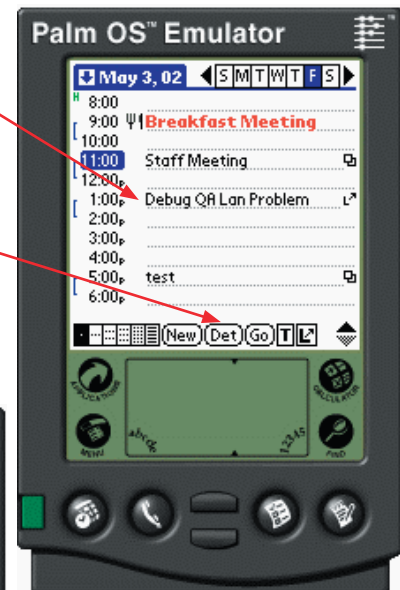 Palm OS™ Emulator
May 3, 02 S M T W T F S
H 8:00
9:00 Breakfast Meeting
10:00
11:00 Staff Meeting
12:00P
1:00P Debug QA Lan Problem
2:00P
3:00P
4:00P
5:00P test
6:00P
New Det Go T
APPLICATIONS CALCULATOR
MENU abcde 12345 FIND